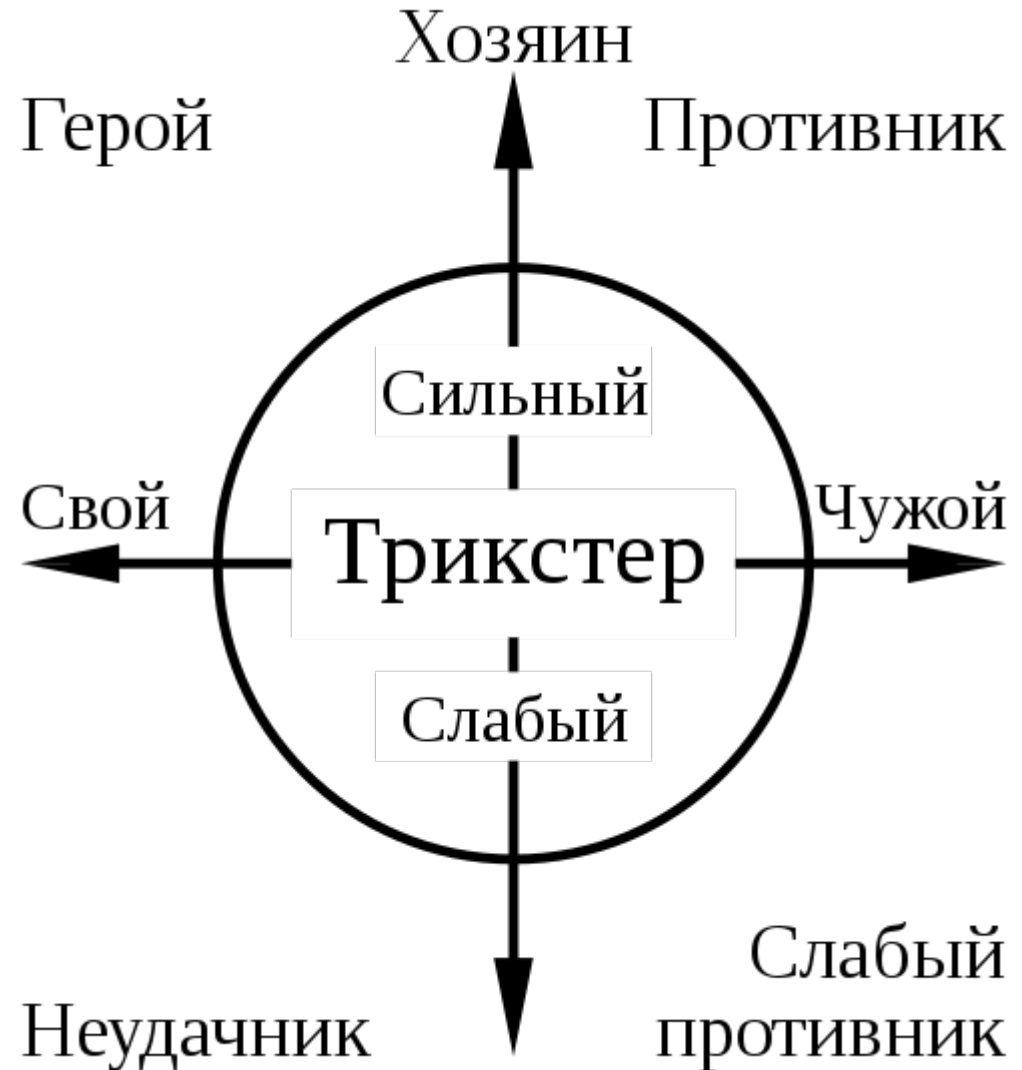 Хозяин
Герой
Противник
Сильный
Свой
Чужой
Трикстер
Слабый
Слабый
противник
Неудачник